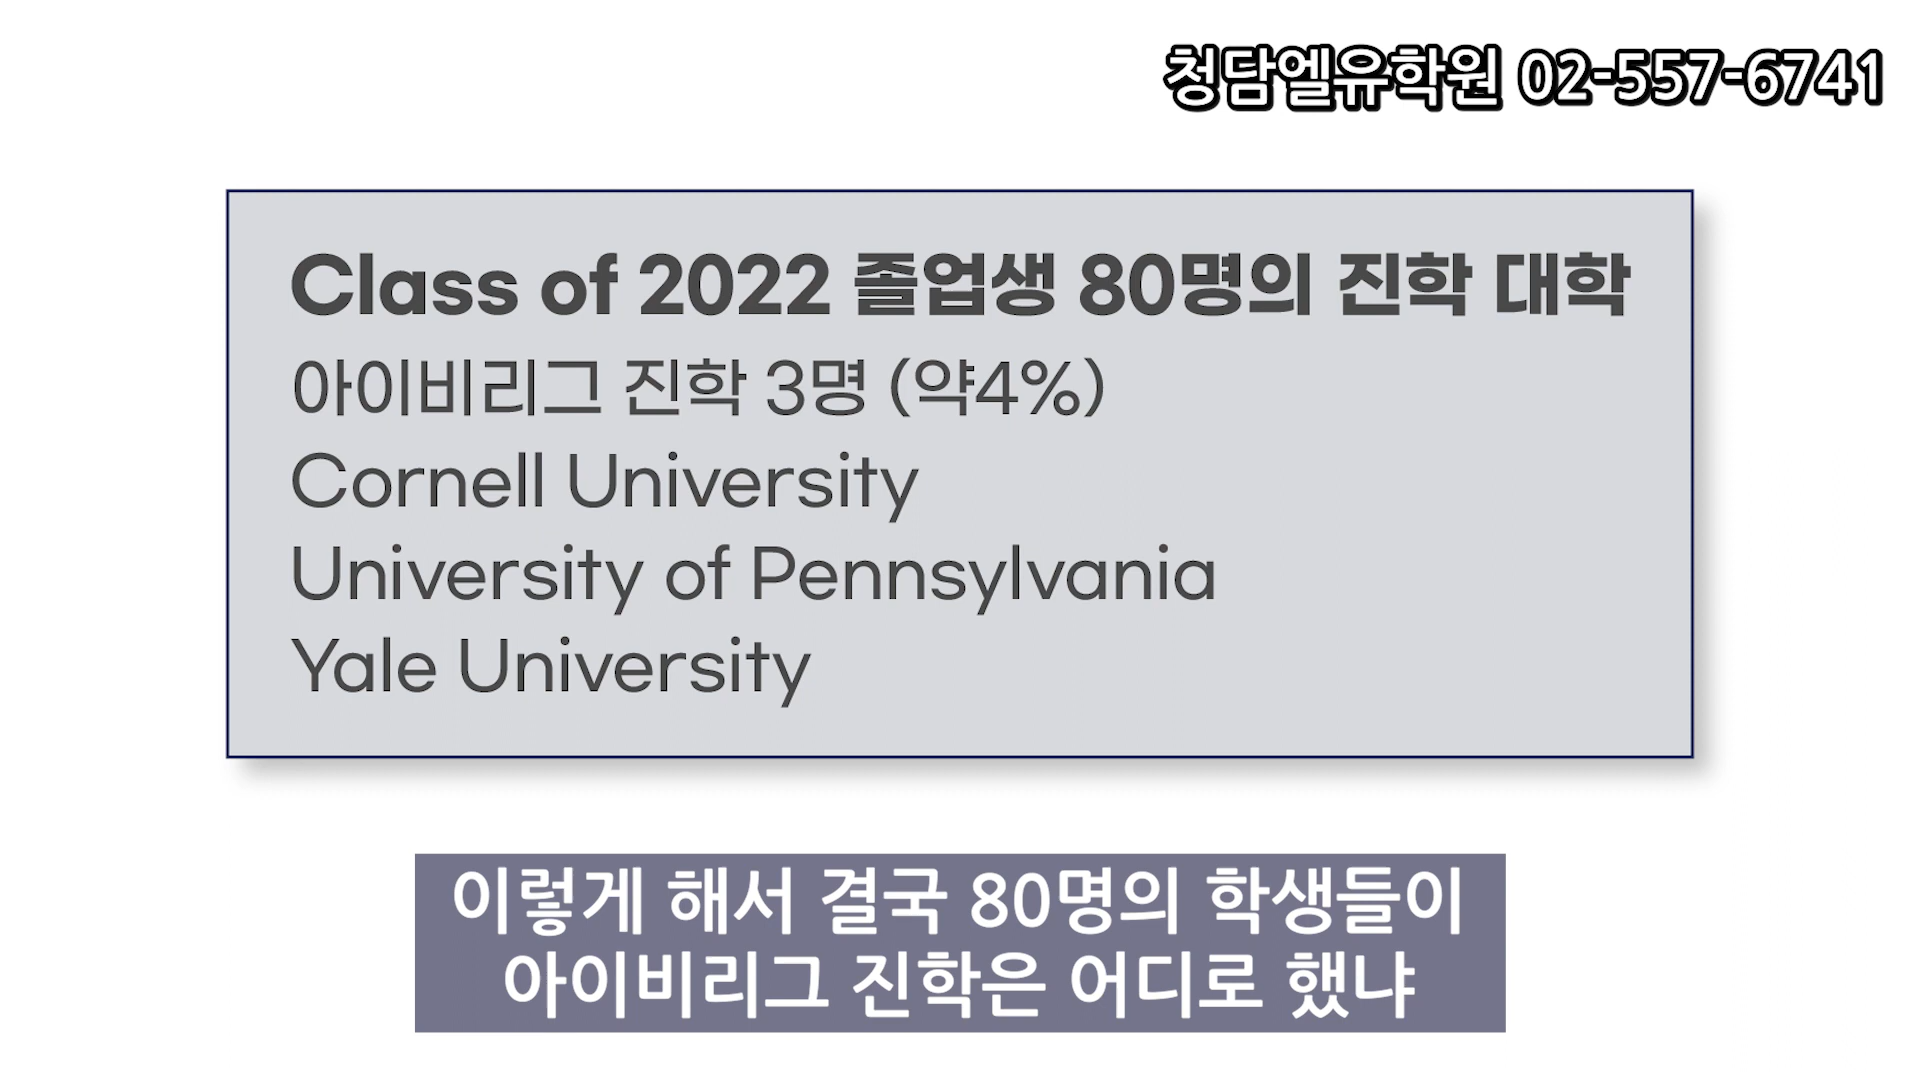 청담엘유학원 02-557-6741
Class of 2022 졸업생 80명의 진학 대학
아이비리그 진학 3명 (약4%)
Cornell University
University of Pennsylvania
Yale University
이렇게 해서 결국 80명의 학생들이
아이비리그 진학은 어디로 했냐